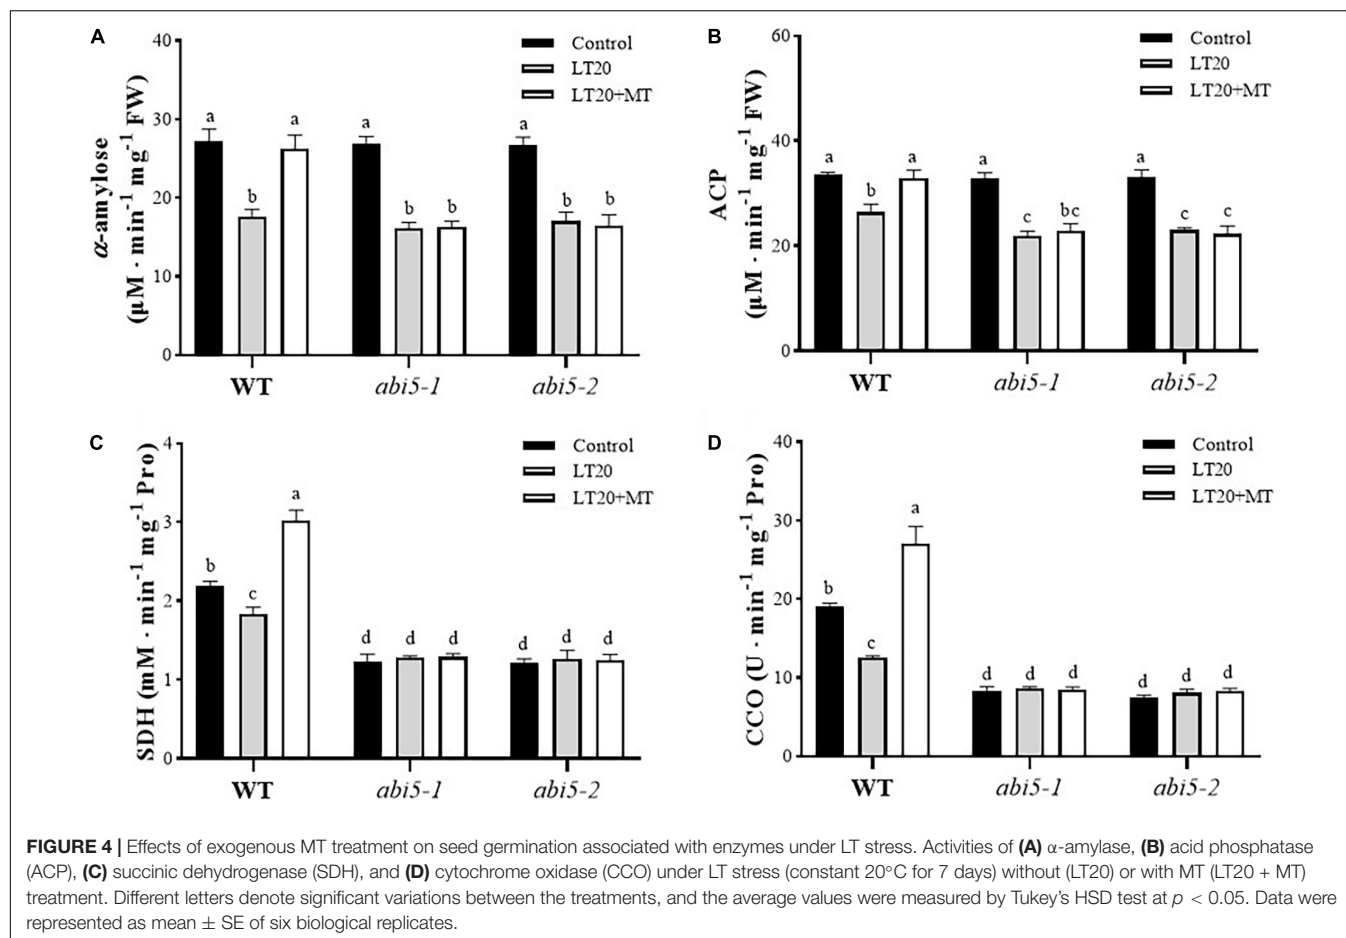 A
40
30
20
10
0
α-amylose
(μM · min⁻¹ mg⁻¹ FW)
Control
LT20
LT20+MT
a
b
a
a
b
b
a
b
b
WT
abi5-1
abi5-2
B
60
40
20
0
ACP
(μM · min⁻¹ mg⁻¹ FW)
Control
LT20
LT20+MT
a
b
a
a
c
bc
a
c
c
WT
abi5-1
abi5-2
C
4
3
2
1
0
SDH (mM · min⁻¹ mg⁻¹ Pro)
Control
LT20
LT20+MT
b
c
a
d
d
d
d
d
d
WT
abi5-1
abi5-2
D
40
30
20
10
0
CCO (U · min⁻¹ mg⁻¹ Pro)
Control
LT20
LT20+MT
b
c
a
d
d
d
d
d
d
WT
abi5-1
abi5-2
FIGURE 4 | Effects of exogenous MT treatment on seed germination associated with enzymes under LT stress. Activities of (A) α-amylase, (B) acid phosphatase
(ACP), (C) succinic dehydrogenase (SDH), and (D) cytochrome oxidase (CCO) under LT stress (constant 20°C for 7 days) without (LT20) or with MT (LT20 + MT)
treatment. Different letters denote significant variations between the treatments, and the average values were measured by Tukey's HSD test at p < 0.05. Data were
represented as mean ± SE of six biological replicates.